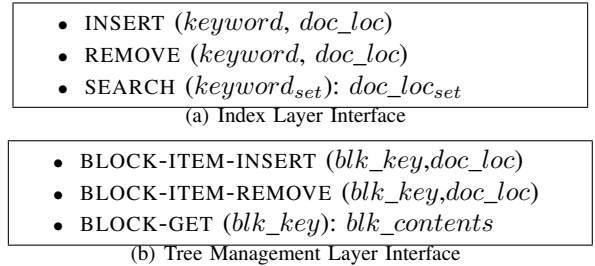 • INSERT (keyword, doc_loc)
• REMOVE (keyword, doc_loc)
• SEARCH (keyword_set): doc_loc_set
(a) Index Layer Interface
• BLOCK-ITEM-INSERT (blk_key,doc_loc)
• BLOCK-ITEM-REMOVE (blk_key,doc_loc)
• BLOCK-GET (blk_key): blk_contents
(b) Tree Management Layer Interface